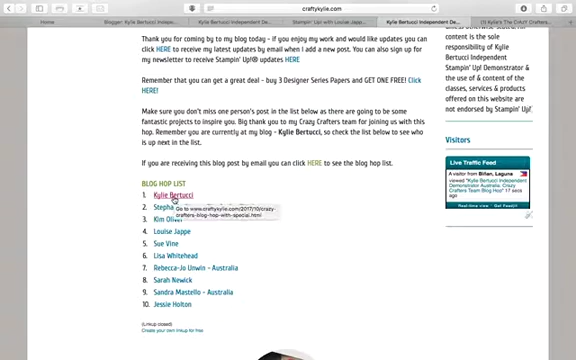 craftykylie.com
Blogger: Kylie Bertucci
Kylie Bertucci Independent De...
Stampin' Up! with Louise Jappe...
Kylie Bertucci Independent De...
Thank you for coming by to my blog today - if you enjoy my work and would like updates you can
click HERE to receive my latest updates by email when I add a new post. You can also sign up for
my newsletter to receive Stampin' Up!® updates HERE
Remember that you can get a great deal - buy 3 Designer Series Papers and GET ONE FREE! Click
HERE!
Make sure you don't miss one person's post in the list below as there are going to be some
fantastic projects to inspire you. Big thank you to my Crazy Crafters team for joining us with this
hop. Remember you are currently at my blog - Kylie Bertucci, so check the list below to see who
is up next in the list.
If you are receiving this blog post by email you can click HERE to see the blog hop list.
BLOG HOP LIST
1. Kylie Bertucci
2. Stepha
Go to www.craftykylie.com/2017/10/crazy-
crafters-blog-hop-with-special.html
3. Kim Oliver
4. Louise Jappe
5. Sue Vine
6. Lisa Whitehead
7. Rebecca-Jo Unwin - Australia
8. Sarah Newick
9. Sandra Mastello - Australia
10. Jessie Holton
(Lineup closed)
Create your own linkup for free
content is the sole
responsibility of Kylie
Bertucci Independent
Stampin' Up! Demonstrator
& the use of & content of the
classes, services & products
offered on this website are
not endorsed by Stampin' Up!
Visitors
Live Traffic Feed
A visitor from Biñan, Laguna
viewed "Kylie Bertucci Independent
Demonstrator Australia: Crazy
Crafters Team Blog Hop" 17 secs
ago
Real-time view · Get Feedjit